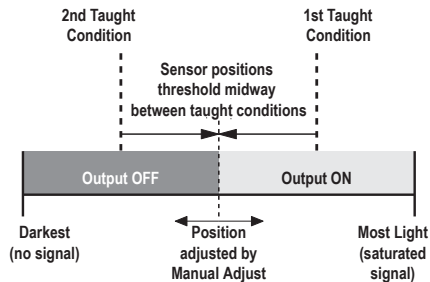 2nd Taught
Condition
1st Taught
Condition
Sensor positions
threshold midway
between taught conditions
Output OFF
Output ON
Darkest
(no signal)
Position
adjusted by
Manual Adjust
Most Light
(saturated
signal)